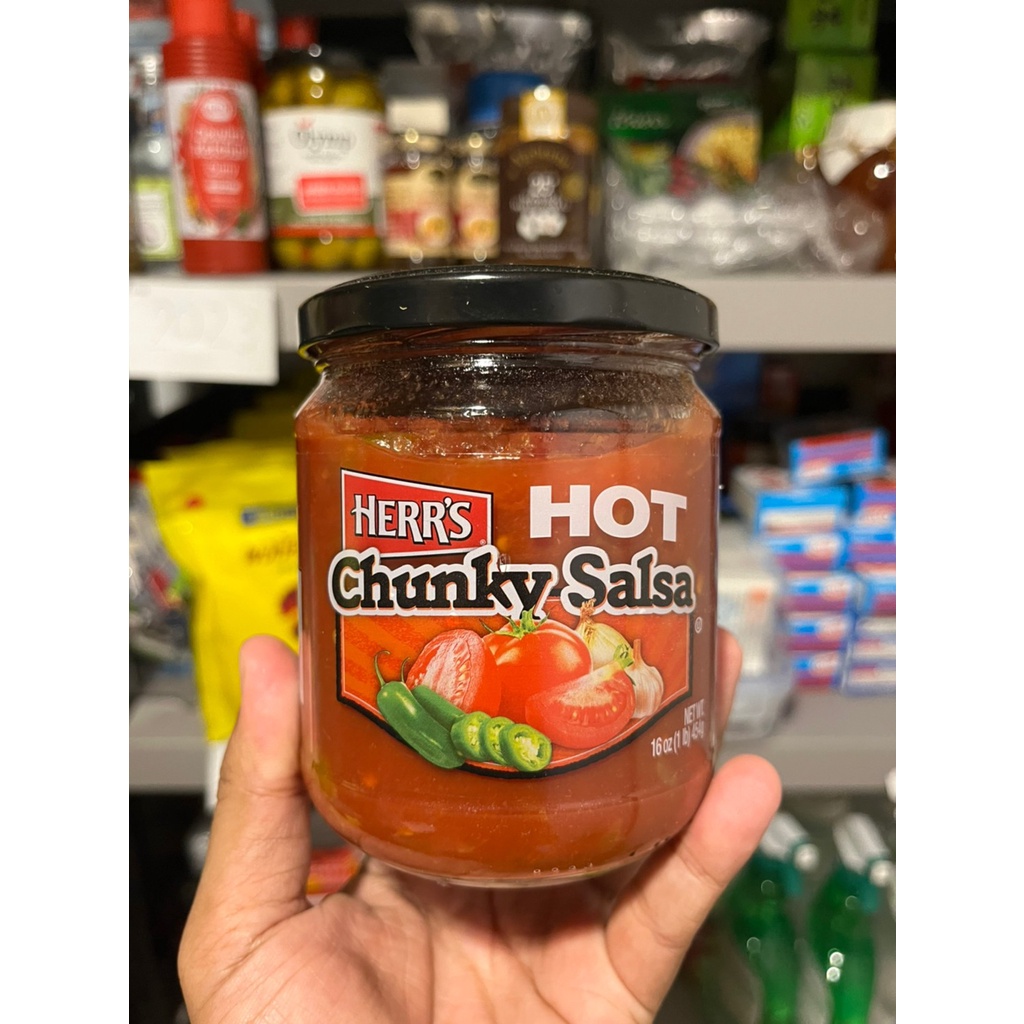 HERR'S
HOT
Chunky Salsa
®
NET WT.
16 oz (1 lb) 454g